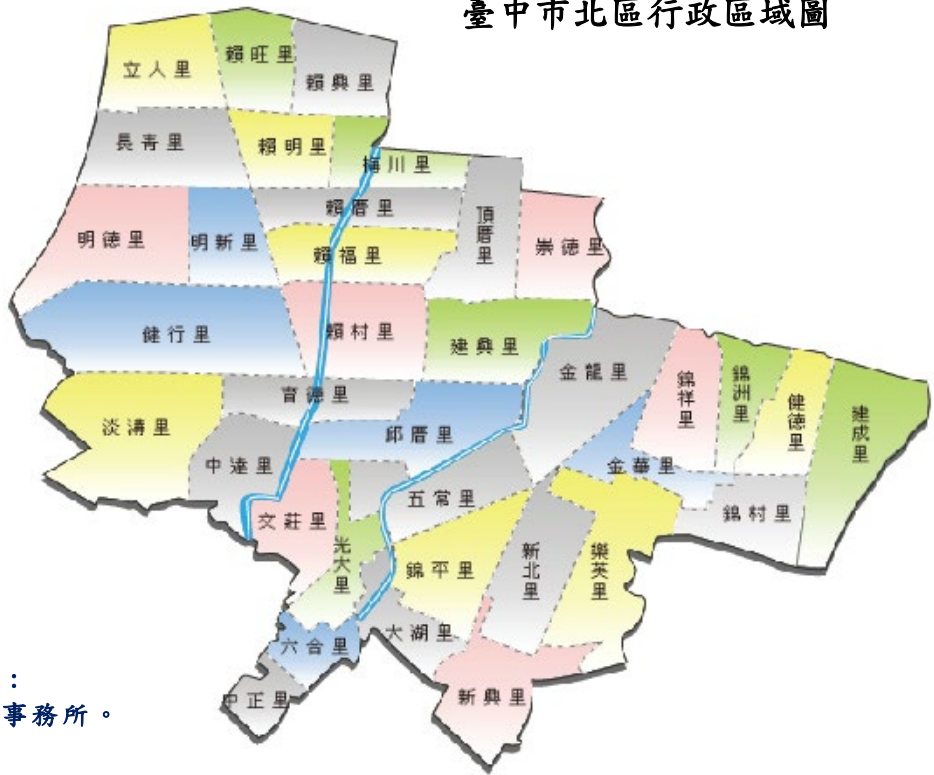 臺中市北區行政區域圖
立人里
賴旺里
賴興里
長青里
賴明里
梅川里
賴厝里
頂厝里
明德里
明新里
賴福里
崇德里
健行里
賴村里
建興里
金龍里
錦祥里
錦洲里
健德里
建成里
育德里
淡溝里
邱厝里
中達里
金華里
五常里
錦村里
文莊里
光大里
錦平里
新北里
樂英里
大湖里
六合里
中正里
新興里
：
事務所。